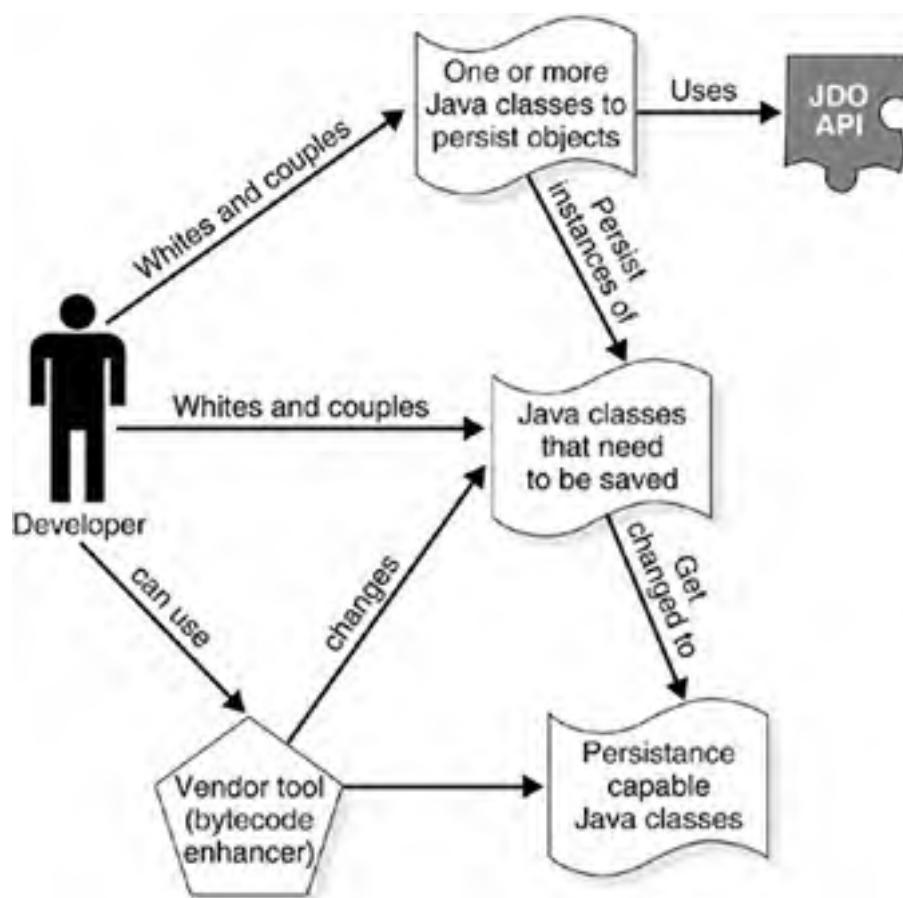 One or more
Java classes to
persist objects
Uses
JDO
API
Whites and couples
Persist
instances of
Whites and couples
Java classes
that need
to be saved
Developer
can use
changes
Get
changed to
Vendor tool
(bylecode
enhancer)
Persistance
capable
Java classes